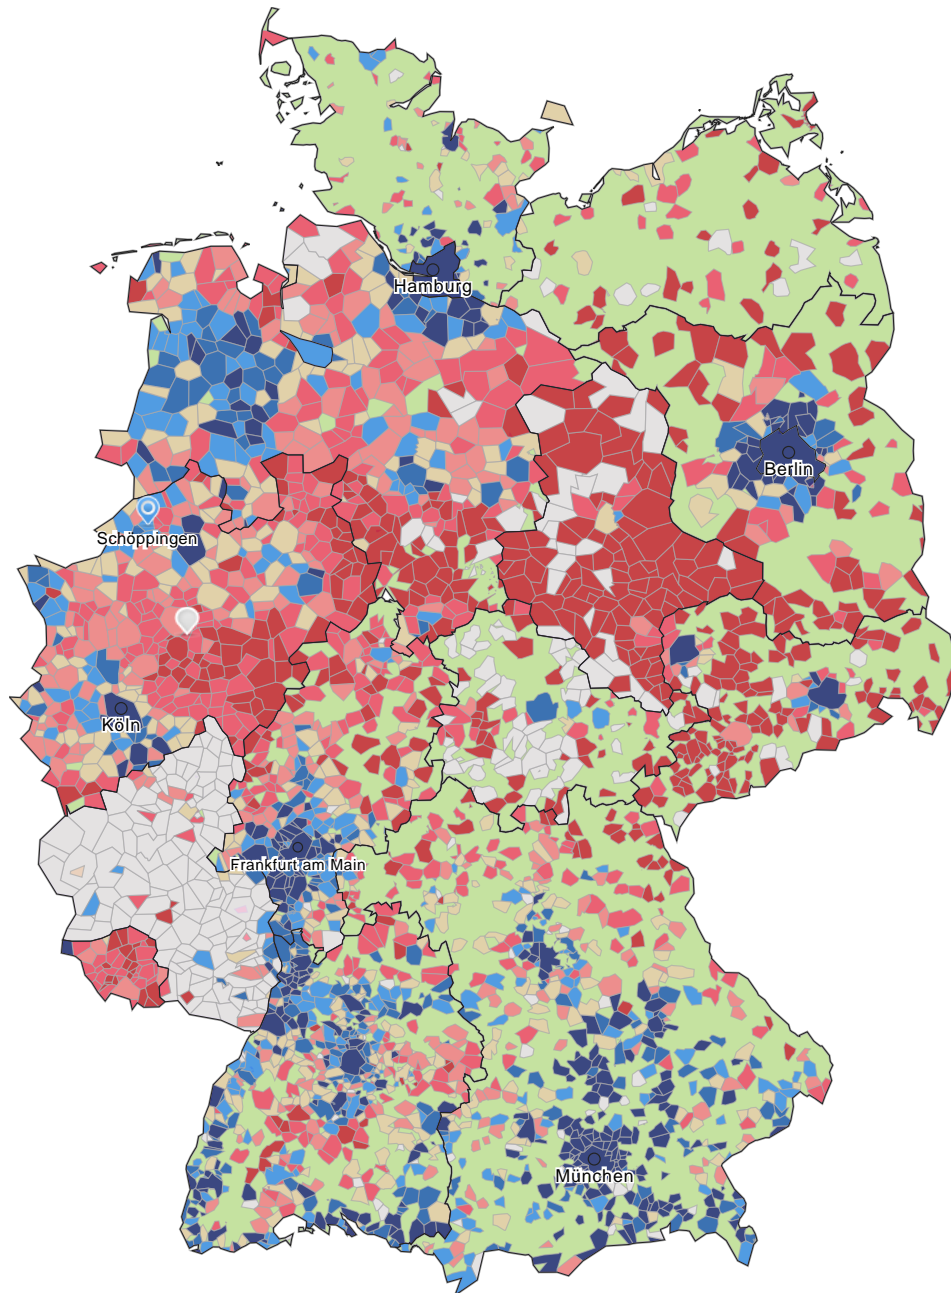 Hamburg
Berlin
Schöppingen
Köln
Frankfurt am Main
München